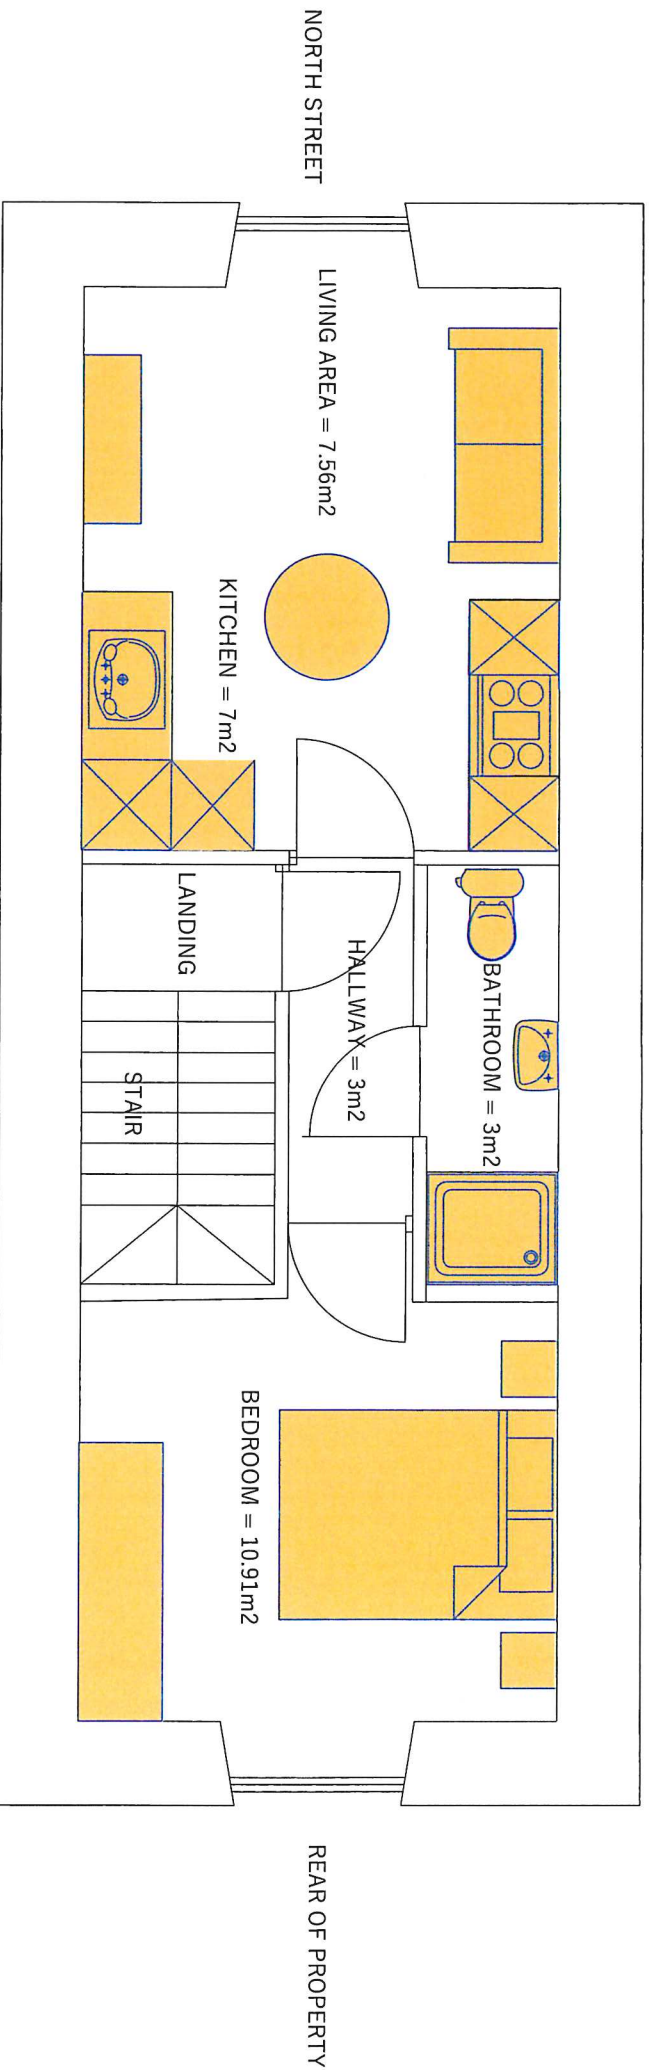 NORTH STREET
LIVING AREA = 7.56m2
KITCHEN = 7m2
LANDING
STAIR
HALLWAY = 3m2
BATHROOM = 3m2
BEDROOM = 10.91m2
REAR OF PROPERTY